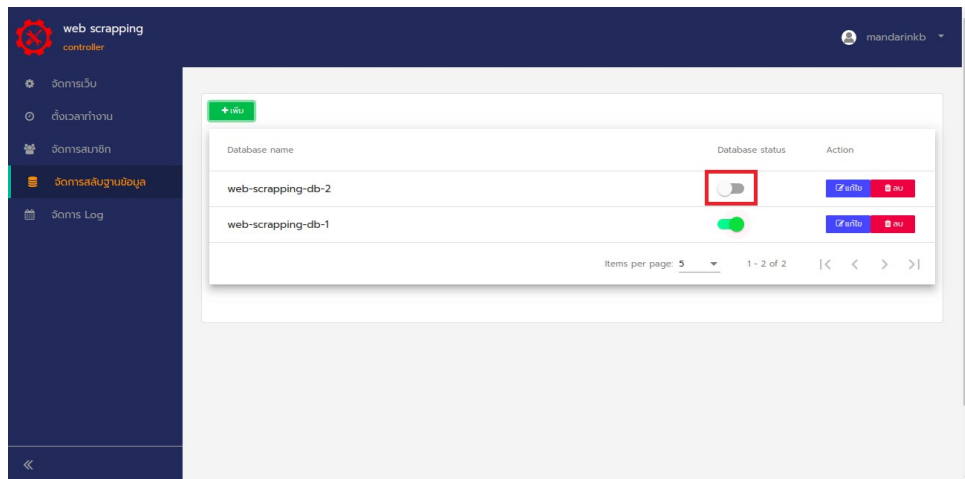 web scrapping
controller
mandarinkb
จัดการเว็บ
ตั้งเวลาทำงาน
จัดการสมาชิก
จัดการสลับฐานข้อมูล
จัดการ Log
+เพิ่ม
Database name Database status Action
web-scrapping-db-2 แก้ไข ลบ
web-scrapping-db-1 แก้ไข ลบ
Items per page: 5 1 - 2 of 2